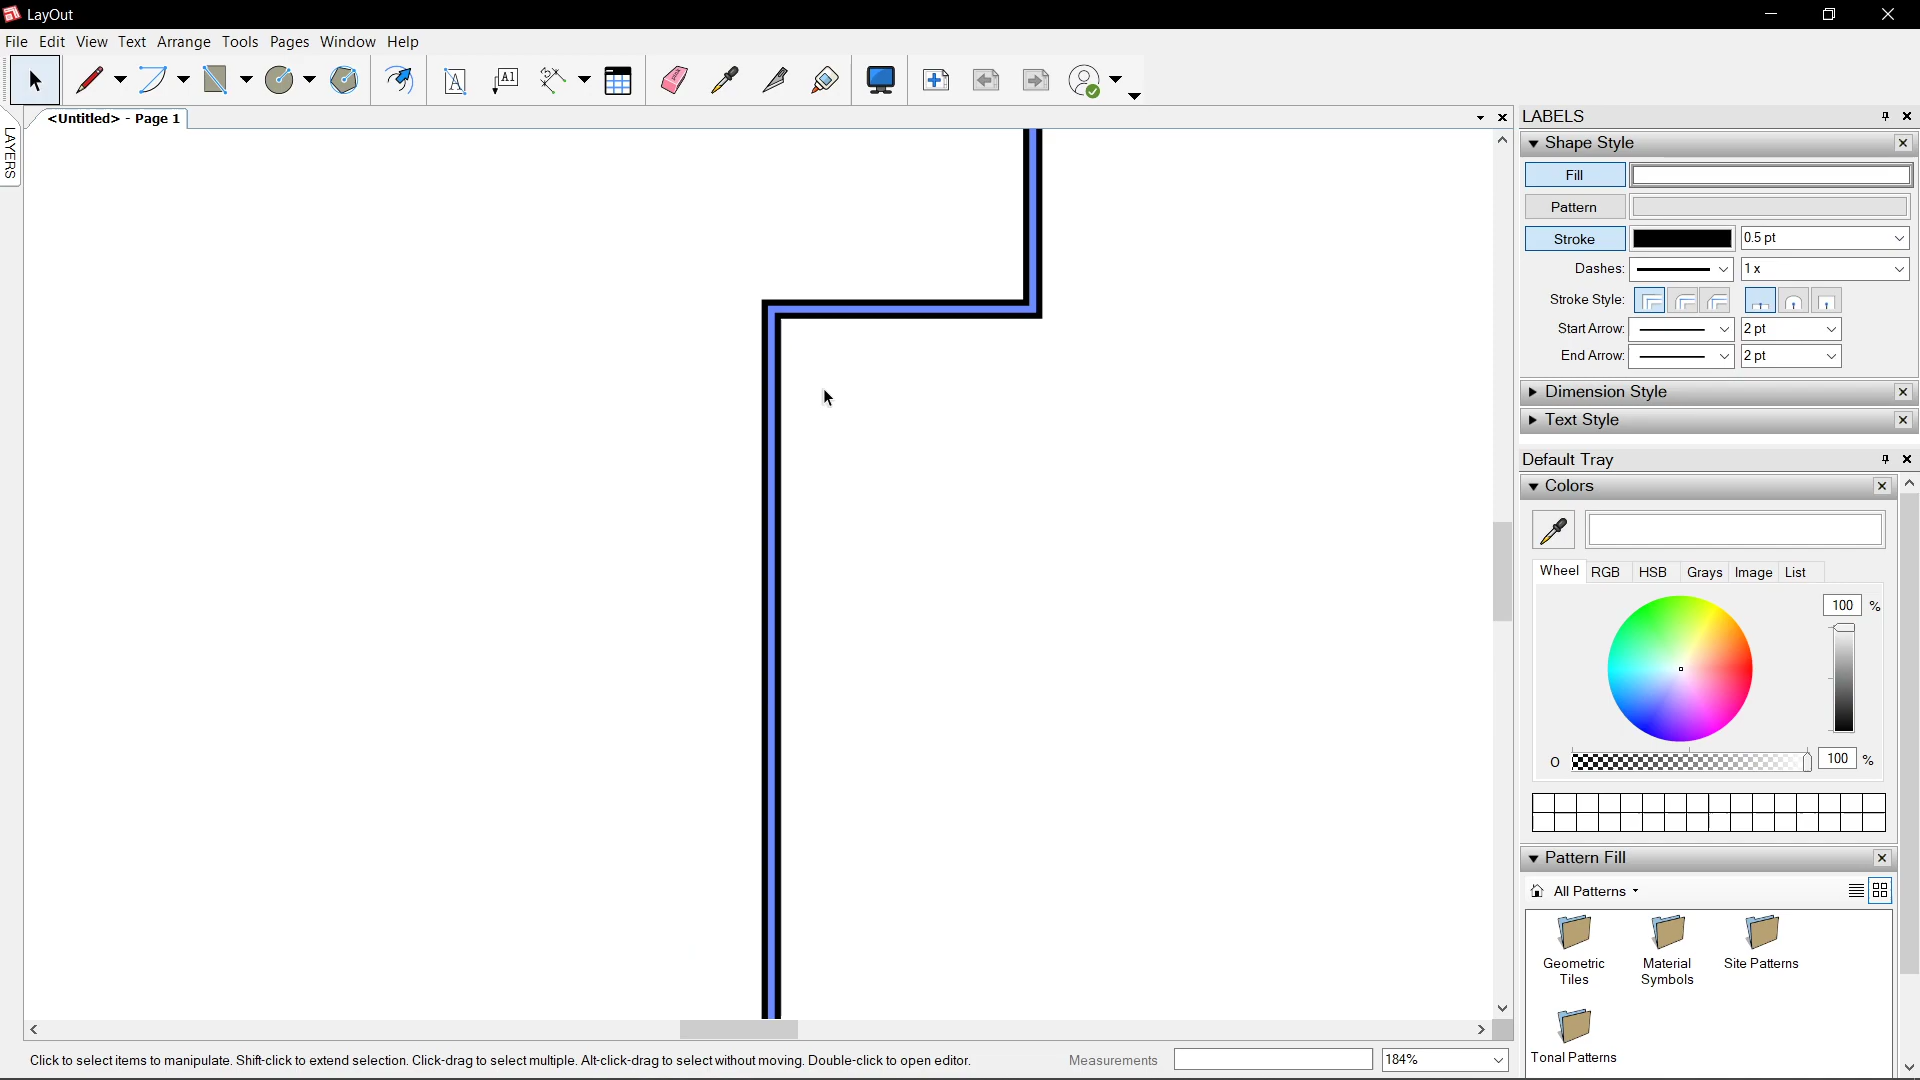 LayOut
File Edit View Text Arrange Tools Pages Window Help
A A1
<Untitled> - Page 1
LAYERS
LABELS
Shape Style
Fill
Pattern
Stroke 0.5 pt
Dashes: 1 x
Stroke Style:
Start Arrow: 2 pt
End Arrow: 2 pt
Dimension Style
Text Style
Default Tray
Colors
Wheel RGB HSB Grays Image List
100 %
O 100 %
Pattern Fill
All Patterns
Geometric Tiles
Material Symbols
Site Patterns
Tonal Patterns
Click to select items to manipulate. Shift-click to extend selection. Click-drag to select multiple. Alt-click-drag to select without moving. Double-click to open editor.
Measurements 184%